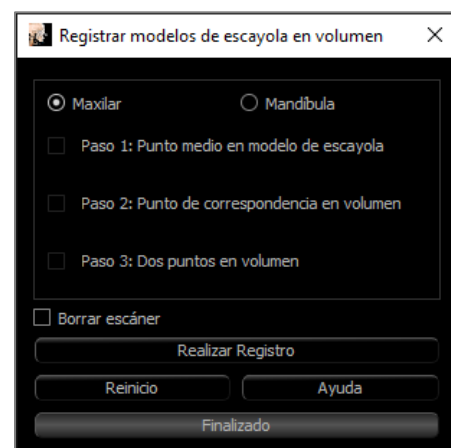 Registrar modelos de escayola en volumen
Maxilar Mandíbula
Paso 1: Punto medio en modelo de escayola
Paso 2: Punto de correspondencia en volumen
Paso 3: Dos puntos en volumen
Borrar escáner
Realizar Registro
Reinicio Ayuda
Finalizado